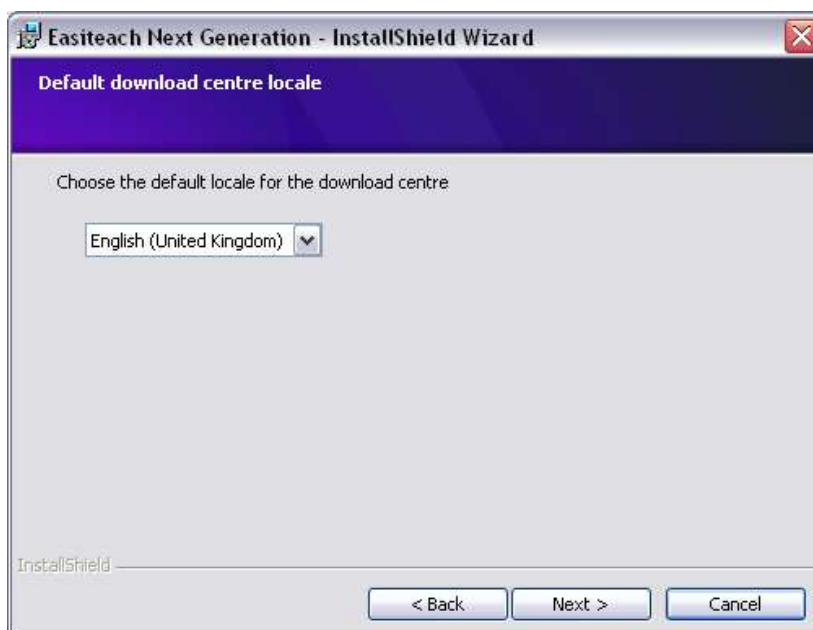 Easiteach Next Generation - InstallShield Wizard
Default download centre locale
Choose the default locale for the download centre
English (United Kingdom)
InstallShield
< Back Next > Cancel